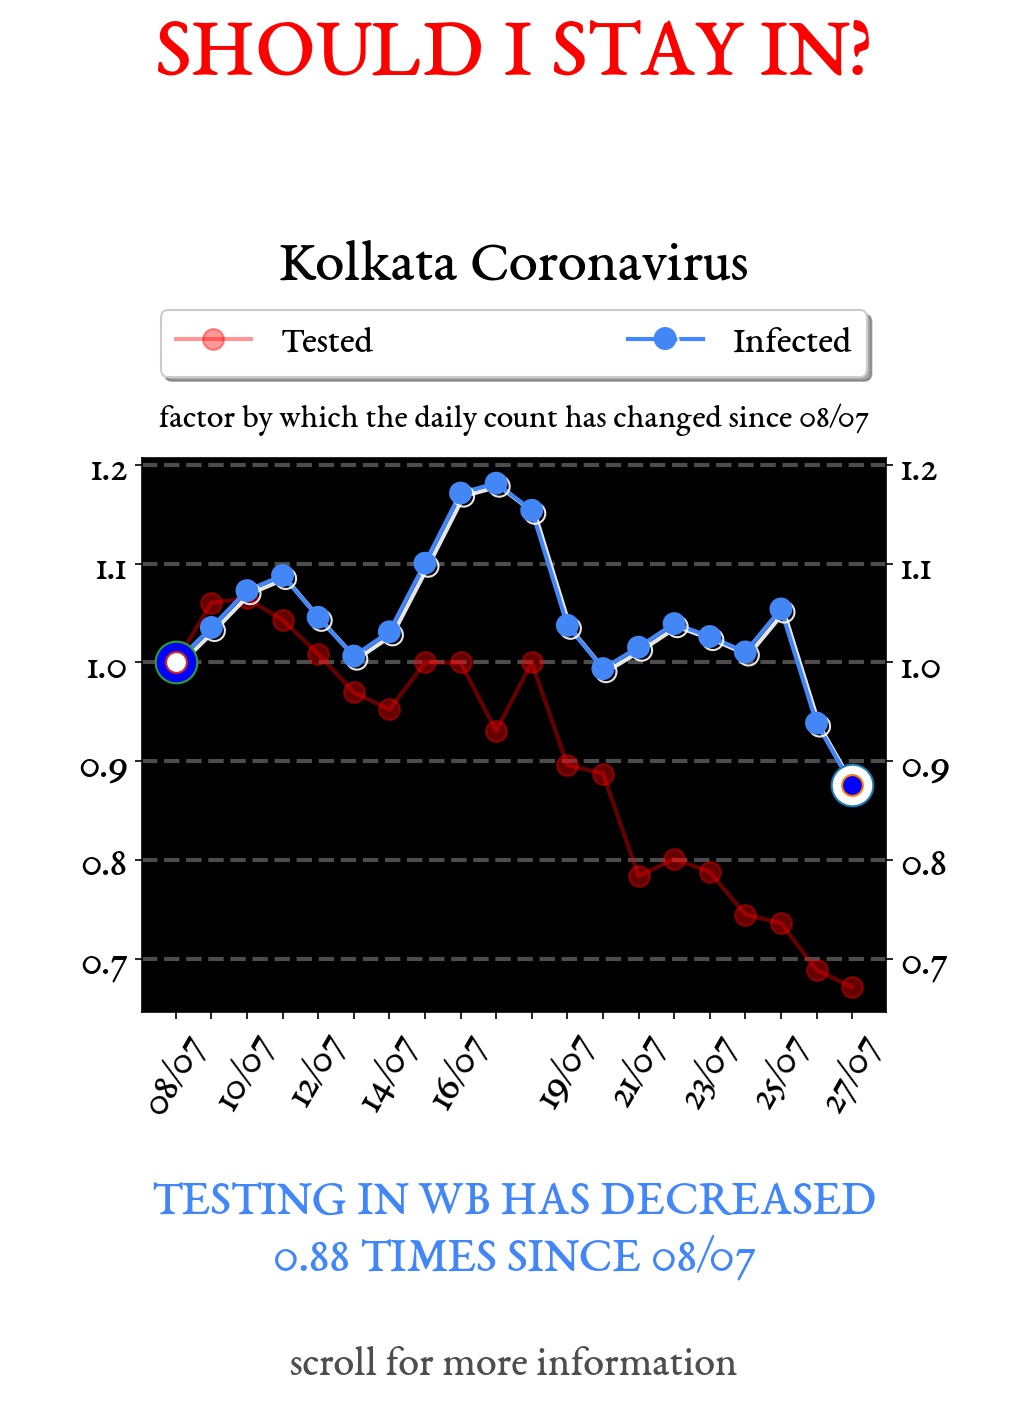 SHOULD I STAY IN?
Kolkata Coronavirus
Tested Infected
factor by which the daily count has changed since 08/07
1.2 1.2
1.1 1.1
1.0 1.0
0.9 0.9
0.8 0.8
0.7 0.7
08/07 10/07 12/07 14/07 16/07 19/07 21/07 23/07 25/07 27/07
TESTING IN WB HAS DECREASED
0.88 TIMES SINCE 08/07
scroll for more information